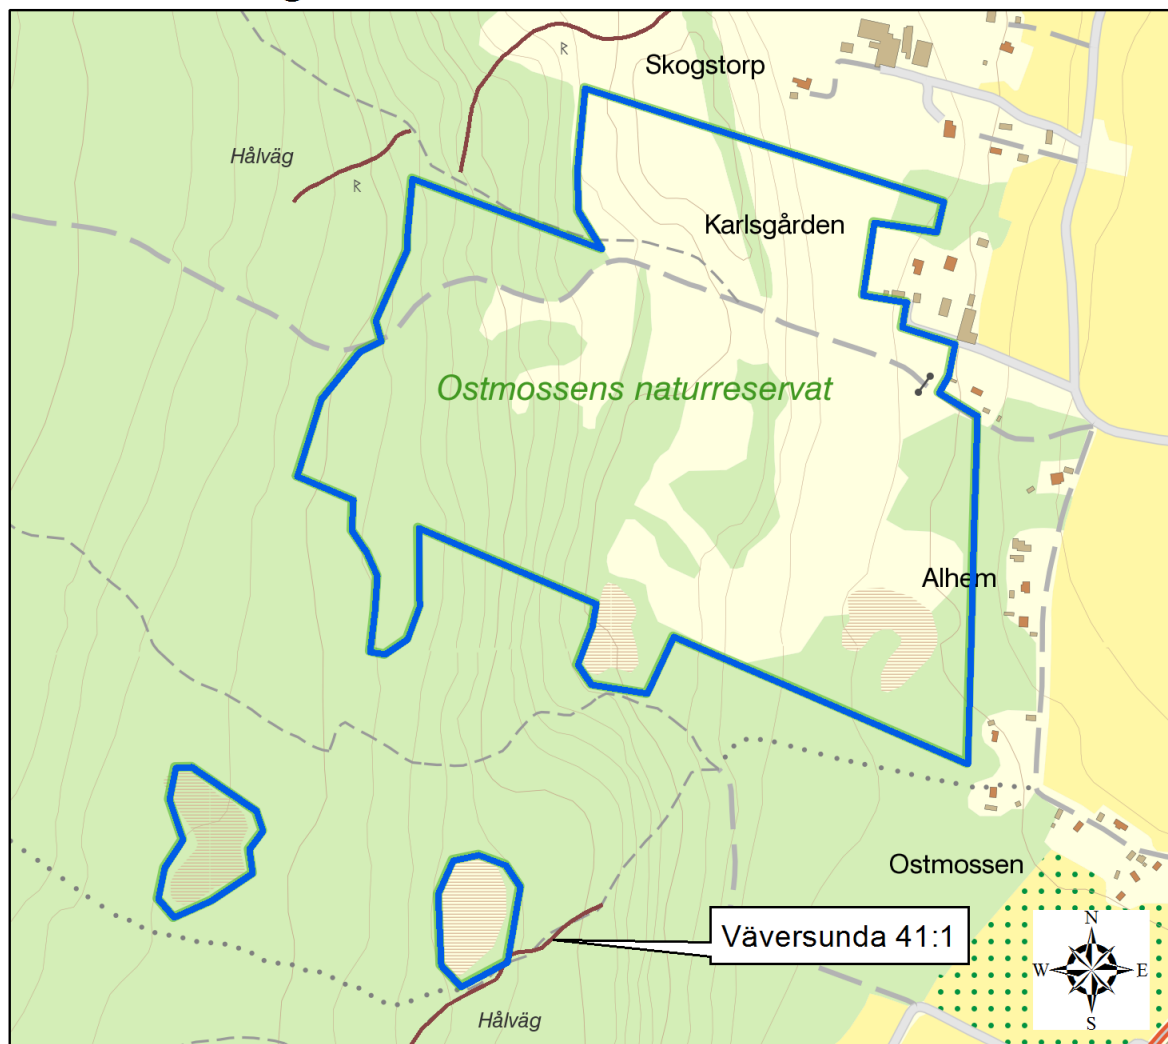 Skogstorp
R
Hålväg
R
Karlsgården
Ostmossens naturreservat
Alhem
Ostmossen
Väversunda 41:1
N
W E
S
Hålväg